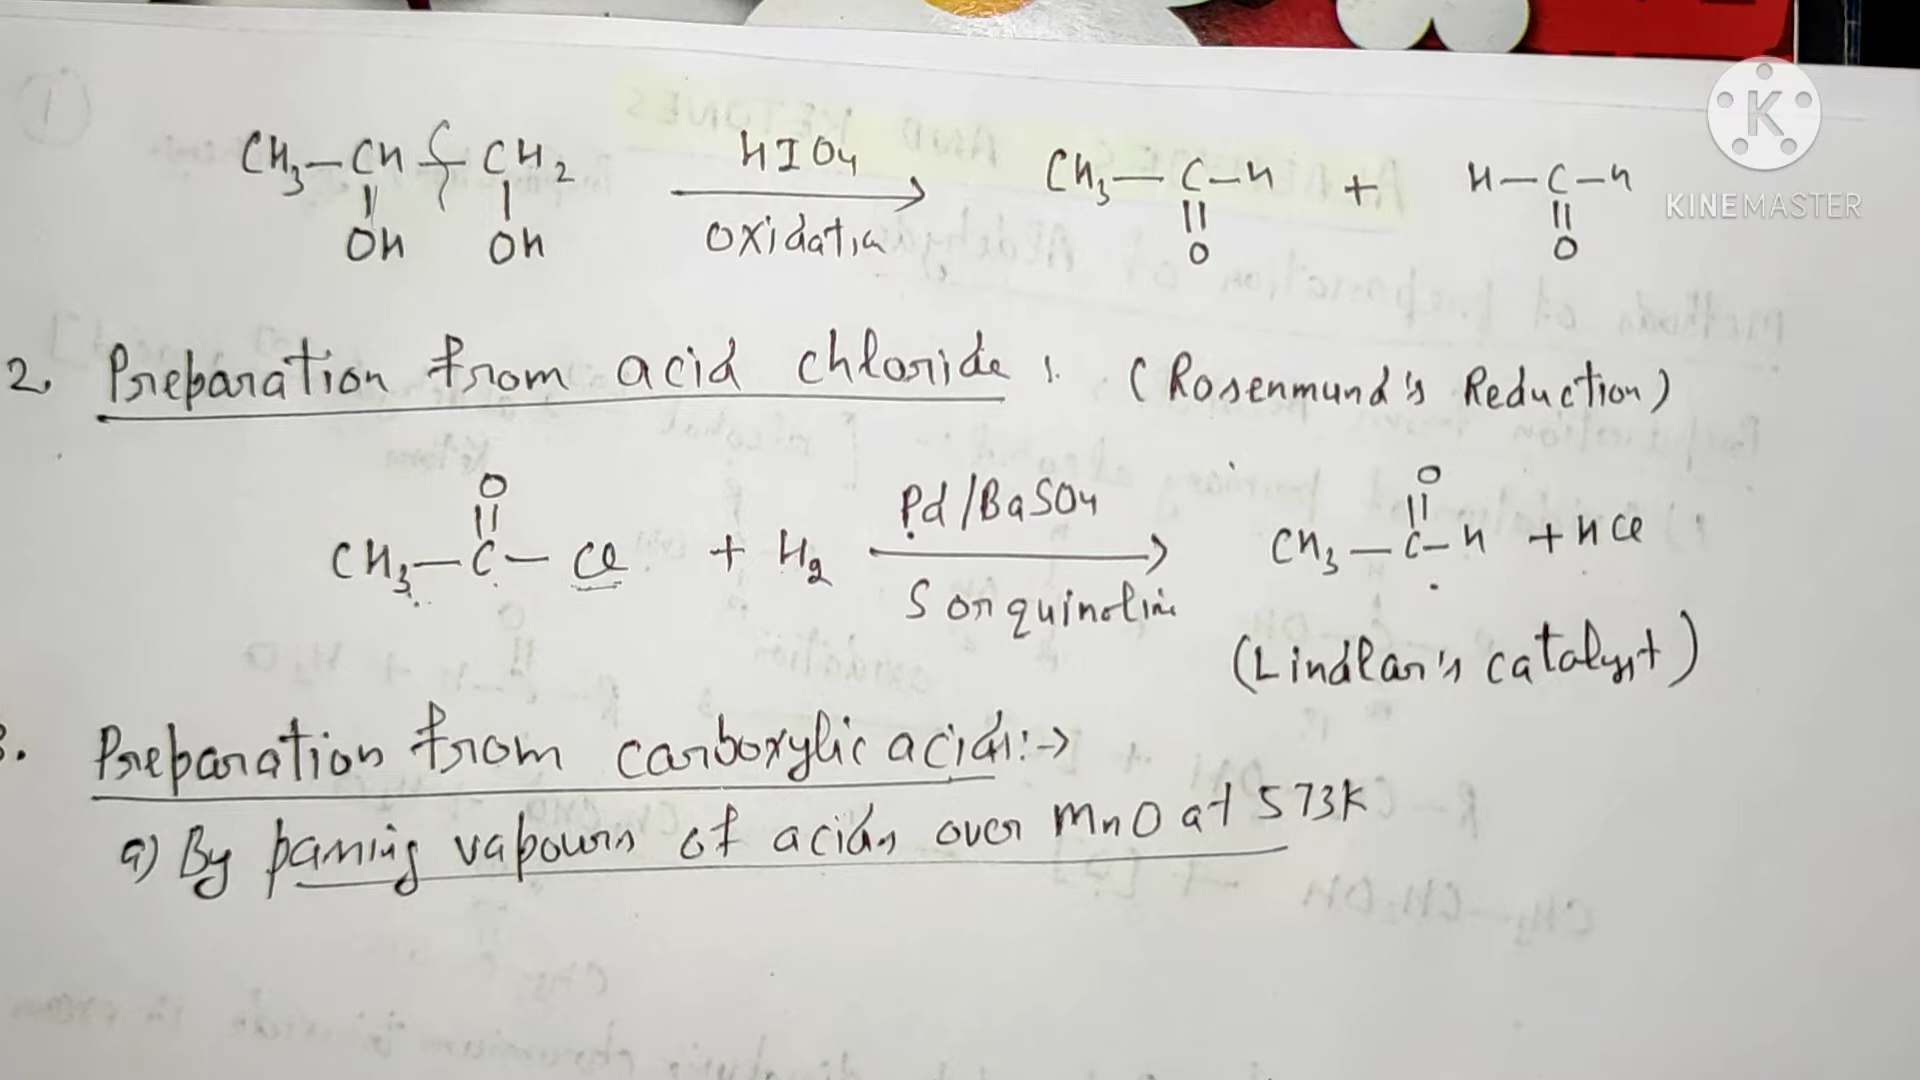 CH3-CH-CH2 HIO4 CH3-C-H + H-C-H
OH OH oxidatin O O
2. Preparation from acid chloride :. (Rosenmund's Reduction)
O Pd/BaSO4 O
CH3-C-Cl + H2 CH3-C-H + HCl
S or quinoline
(Lindlar's catalyst)
3. Preparation from carboxylic acids:→
a) By passing vapours of acids over MnO at 573K
KINEMASTER